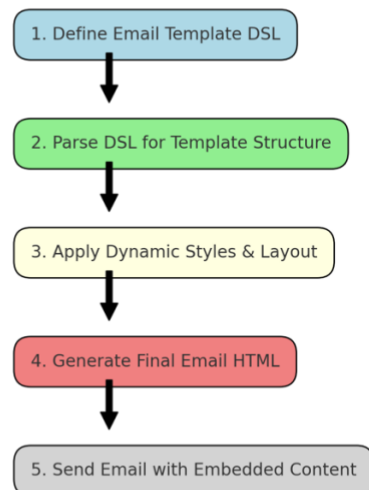 1. Define Email Template DSL
2. Parse DSL for Template Structure
3. Apply Dynamic Styles & Layout
4. Generate Final Email HTML
5. Send Email with Embedded Content